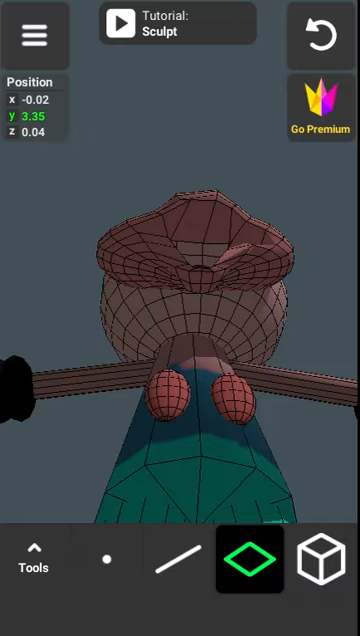 Tutorial:
Sculpt
Position
x -0.02
y 3.35
z 0.04
Go Premium
Tools